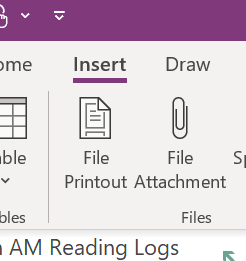 ome Insert Draw
File File
able Printout Attachment Sp
bles Files
n AM Reading Logs